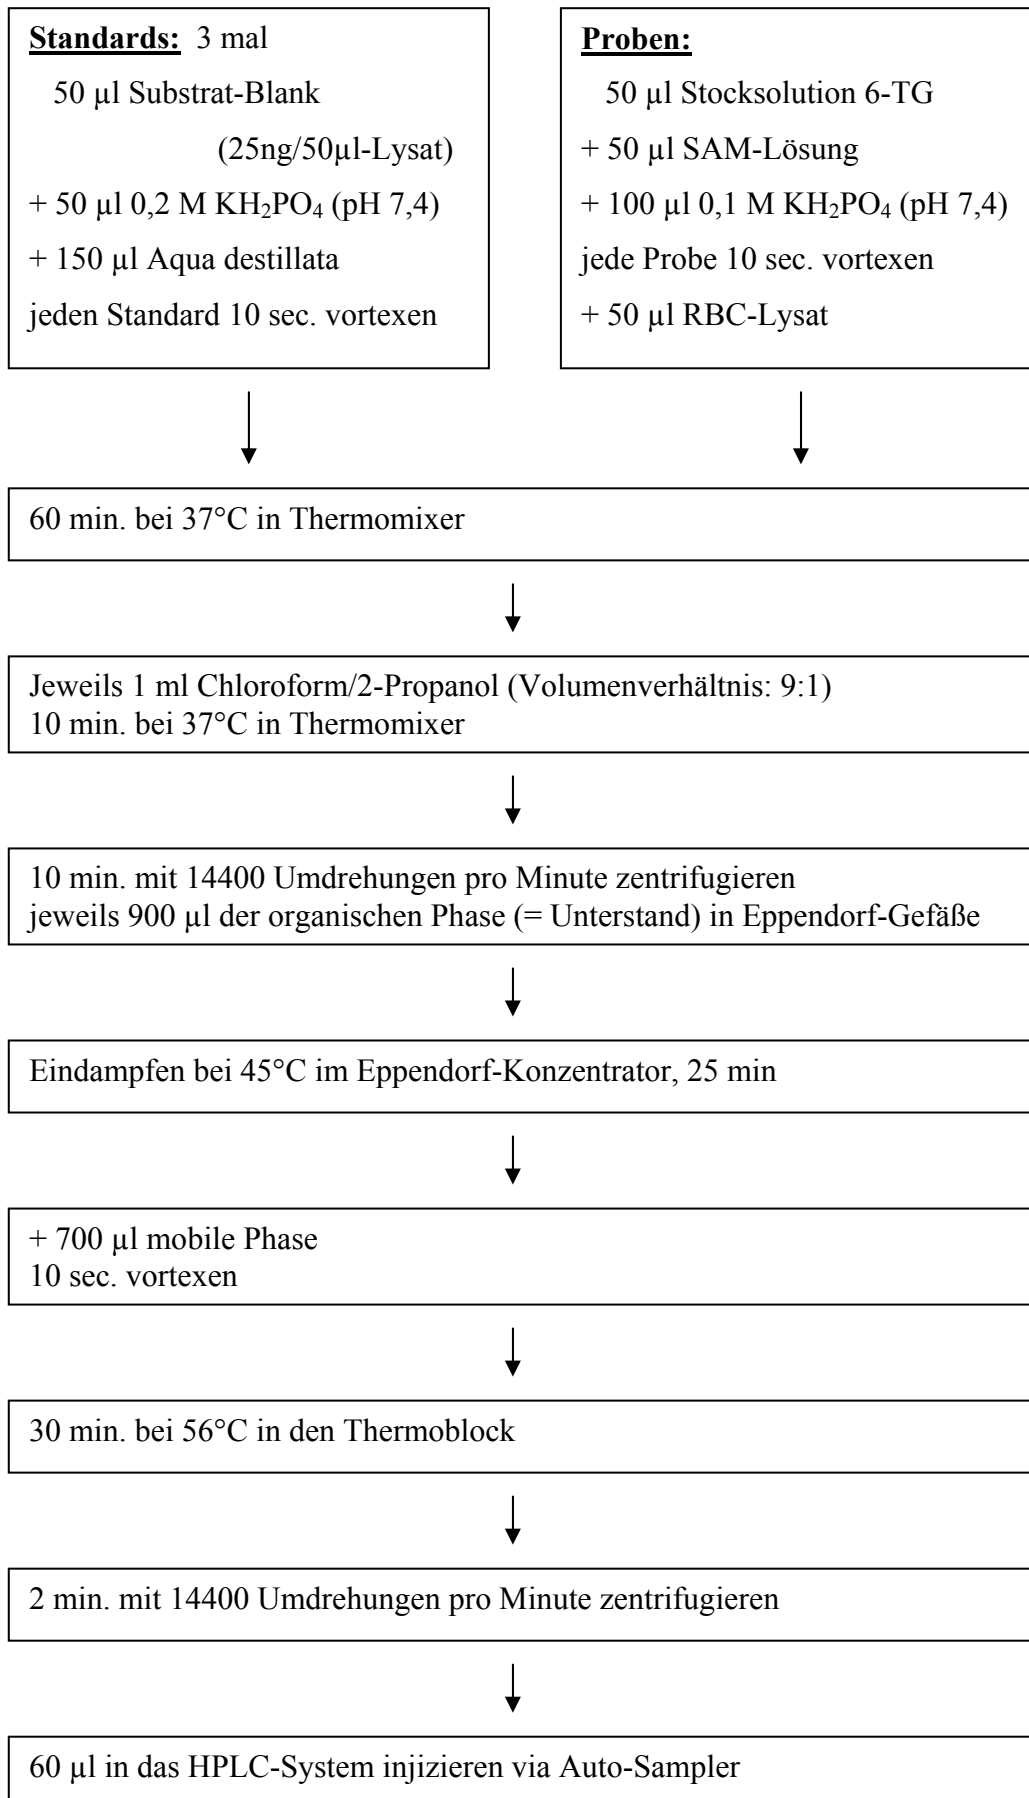 Standards: 3 mal
50 µl Substrat-Blank
(25ng/50µl-Lysat)
+ 50 µl 0,2 M KH₂PO₄ (pH 7,4)
+ 150 µl Aqua destillata
jeden Standard 10 sec. vortexen
Proben:
50 µl Stocksolution 6-TG
+ 50 µl SAM-Lösung
+ 100 µl 0,1 M KH₂PO₄ (pH 7,4)
jede Probe 10 sec. vortexen
+ 50 µl RBC-Lysat
60 min. bei 37°C in Thermomixer
Jeweils 1 ml Chloroform/2-Propanol (Volumenverhältnis: 9:1)
10 min. bei 37°C in Thermomixer
10 min. mit 14400 Umdrehungen pro Minute zentrifugieren
jeweils 900 µl der organischen Phase (= Unterstand) in Eppendorf-Gefäße
Eindampfen bei 45°C im Eppendorf-Konzentrator, 25 min
+ 700 µl mobile Phase
10 sec. vortexen
30 min. bei 56°C in den Thermoblock
2 min. mit 14400 Umdrehungen pro Minute zentrifugieren
60 µl in das HPLC-System injizieren via Auto-Sampler